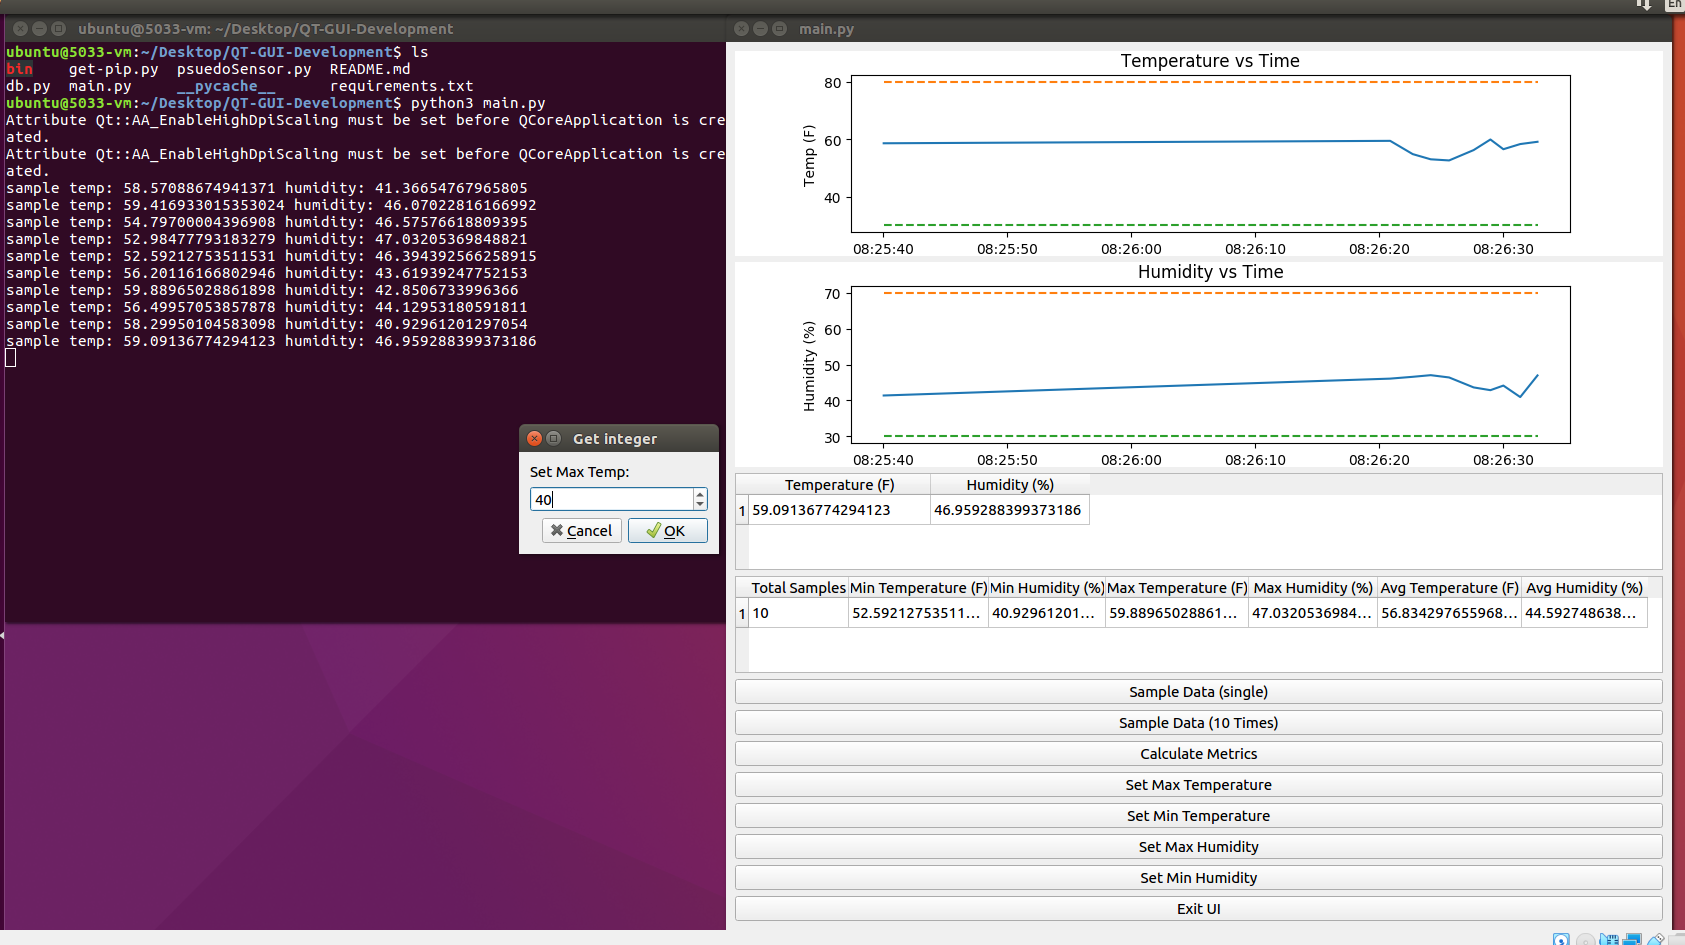 En
ubuntu@5033-vm: ~/Desktop/QT-GUI-Development
ubuntu@5033-vm:~/Desktop/QT-GUI-Development$ ls
bin get-pip.py psuedoSensor.py README.md
db.py main.py __pycache__ requirements.txt
ubuntu@5033-vm:~/Desktop/QT-GUI-Development$ python3 main.py
Attribute Qt::AA_EnableHighDpiScaling must be set before QCoreApplication is cre
ated.
Attribute Qt::AA_EnableHighDpiScaling must be set before QCoreApplication is cre
ated.
sample temp: 58.57088674941371 humidity: 41.36654767965805
sample temp: 59.416933015353024 humidity: 46.07022816166992
sample temp: 54.79700004396908 humidity: 46.57576618809395
sample temp: 52.98477793183279 humidity: 47.03205369848821
sample temp: 52.59212753511531 humidity: 46.394392566258915
sample temp: 56.20116166802946 humidity: 43.61939247752153
sample temp: 59.88965028861898 humidity: 42.8506733996366
sample temp: 56.49957053857878 humidity: 44.12953180591811
sample temp: 58.29950104583098 humidity: 40.92961201297054
sample temp: 59.09136774294123 humidity: 46.959288399373186
Get integer
Set Max Temp:
40
Cancel OK
main.py
Temperature vs Time
Temp (F)
80
60
40
08:25:40 08:25:50 08:26:00 08:26:10 08:26:20 08:26:30
Humidity vs Time
Humidity (%)
70
60
50
40
30
08:25:40 08:25:50 08:26:00 08:26:10 08:26:20 08:26:30
Temperature (F) Humidity (%)
1 59.09136774294123 46.959288399373186
Total Samples Min Temperature (F) Min Humidity (%) Max Temperature (F) Max Humidity (%) Avg Temperature (F) Avg Humidity (%)
1 10 52.59212753511... 40.92961201... 59.88965028861... 47.0320536984... 56.834297655968... 44.592748638...
Sample Data (single)
Sample Data (10 Times)
Calculate Metrics
Set Max Temperature
Set Min Temperature
Set Max Humidity
Set Min Humidity
Exit UI